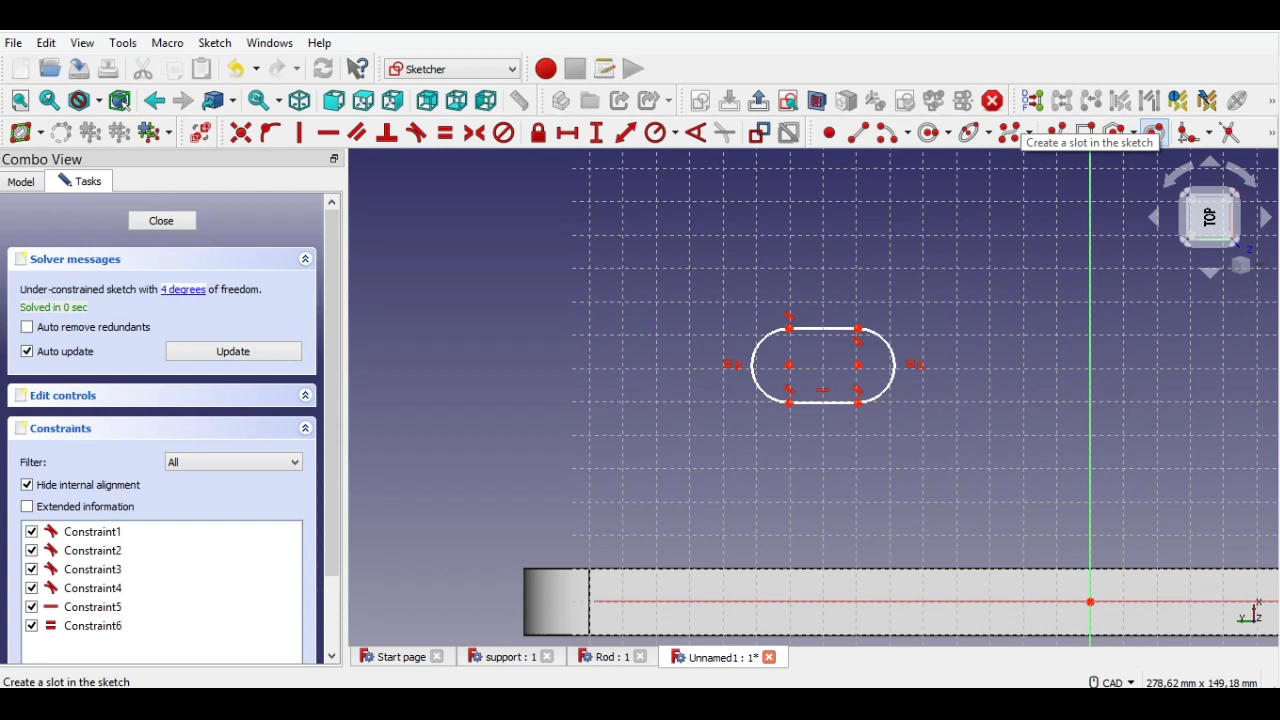 File Edit View Tools Macro Sketch Windows Help
Sketcher
Create a slot in the sketch
Combo View
Model Tasks
Close
Solver messages
Under-constrained sketch with 4 degrees of freedom.
Solved in 0 sec
Auto remove redundants
Auto update Update
Edit controls
Constraints
Filter: All
Hide internal alignment
Extended information
Constraint1
Constraint2
Constraint3
Constraint4
Constraint5
Constraint6
TOP
Z
X
Y Z
Start page support : 1 Rod : 1 Unnamed1 : 1*
Create a slot in the sketch CAD 278,62 mm x 149,18 mm